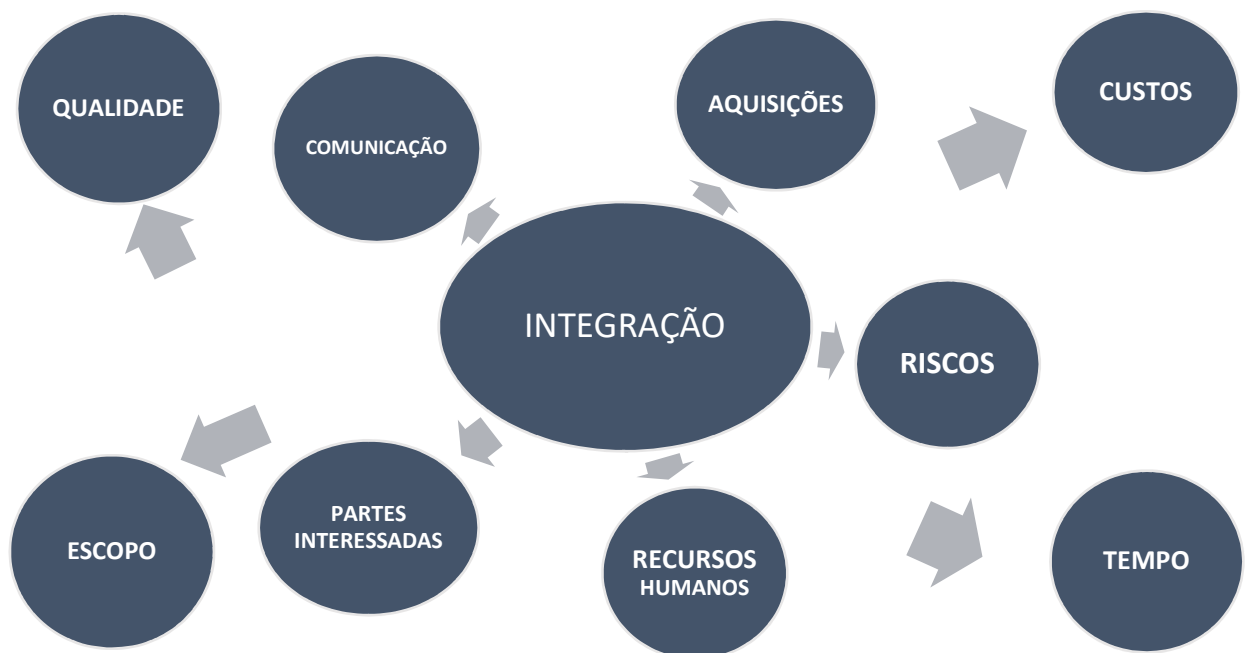 QUALIDADE
COMUNICAÇÃO
AQUISIÇÕES
CUSTOS
INTEGRAÇÃO
RISCOS
ESCOPO
PARTES
INTERESSADAS
RECURSOS
HUMANOS
TEMPO